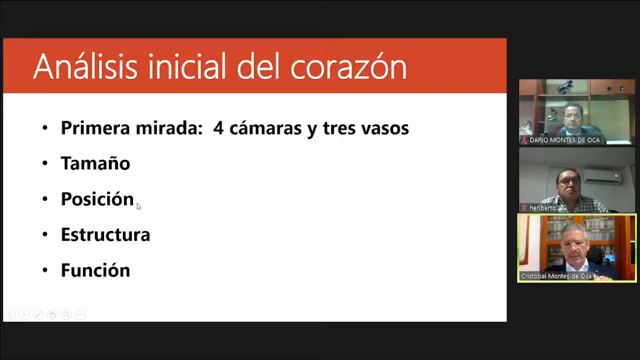 Análisis inicial del corazón
• Primera mirada: 4 cámaras y tres vasos
• Tamaño
• Posición
• Estructura
• Función
DARIO MONTES DE OCA
heriberto
Cristobal Montes de Oca